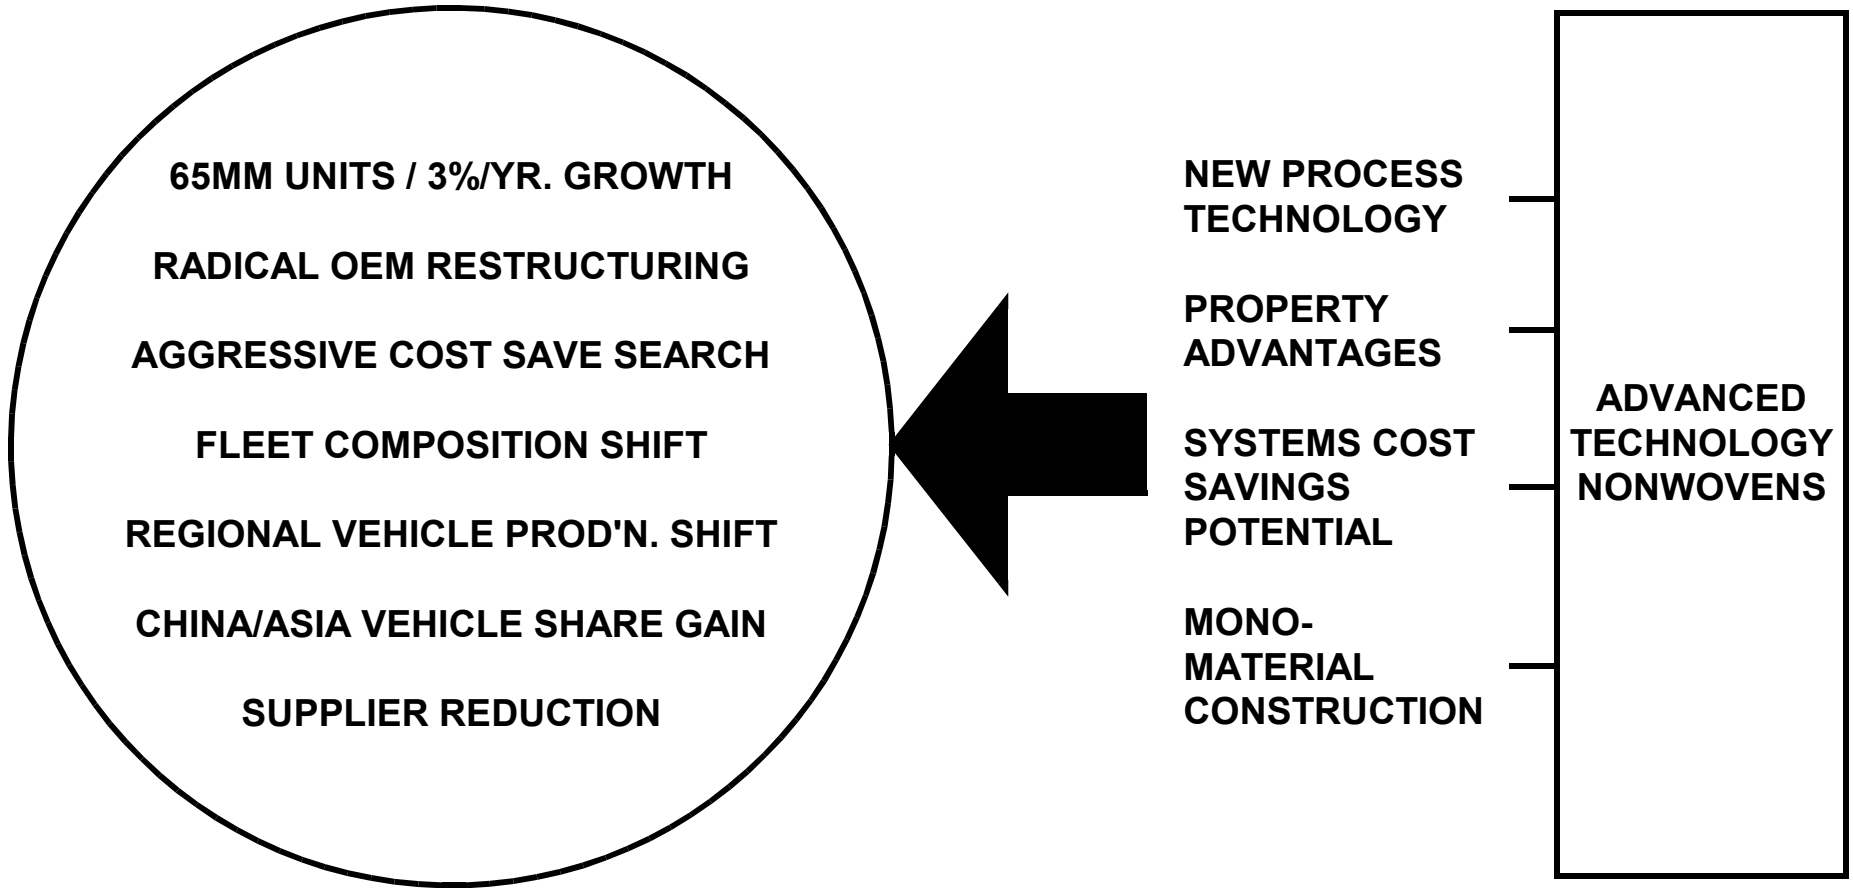 65MM UNITS / 3%/YR. GROWTH
RADICAL OEM RESTRUCTURING
AGGRESSIVE COST SAVE SEARCH
FLEET COMPOSITION SHIFT
REGIONAL VEHICLE PROD'N. SHIFT
CHINA/ASIA VEHICLE SHARE GAIN
SUPPLIER REDUCTION
NEW PROCESS
TECHNOLOGY
PROPERTY
ADVANTAGES
SYSTEMS COST
SAVINGS
POTENTIAL
MONO-
MATERIAL
CONSTRUCTION
ADVANCED
TECHNOLOGY
NONWOVENS